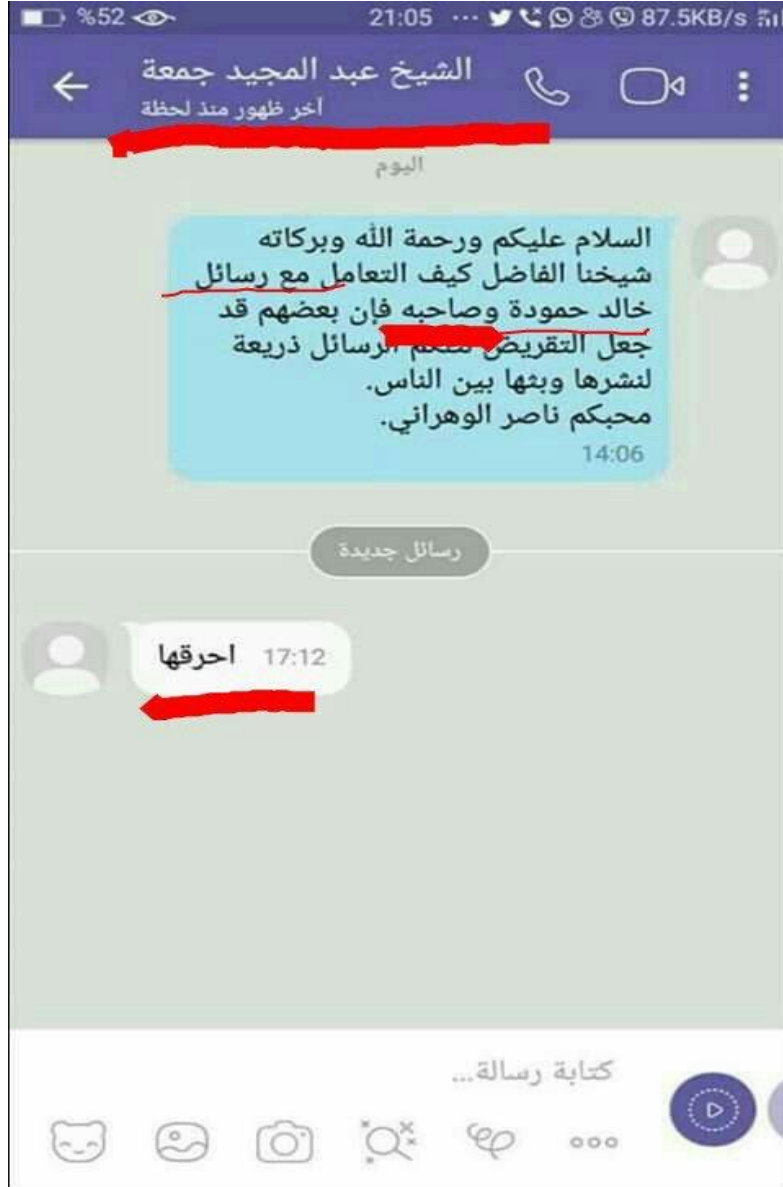 %52 21:05 ... 87.5KB/s
الشيخ عبد المجيد جمعة
آخر ظهور منذ لحظة
اليوم
السلام عليكم ورحمة الله وبركاته
شيخنا الفاضل كيف التعامل مع رسائل
خالد حمودة وصاحبه فإن بعضهم قد
جعل التقريض الرسائل ذريعة
لنشرها وبثها بين الناس.
محبكم ناصر الوهراني.
14:06
رسائل جديدة
احرقها 17:12
كتابة رسالة...